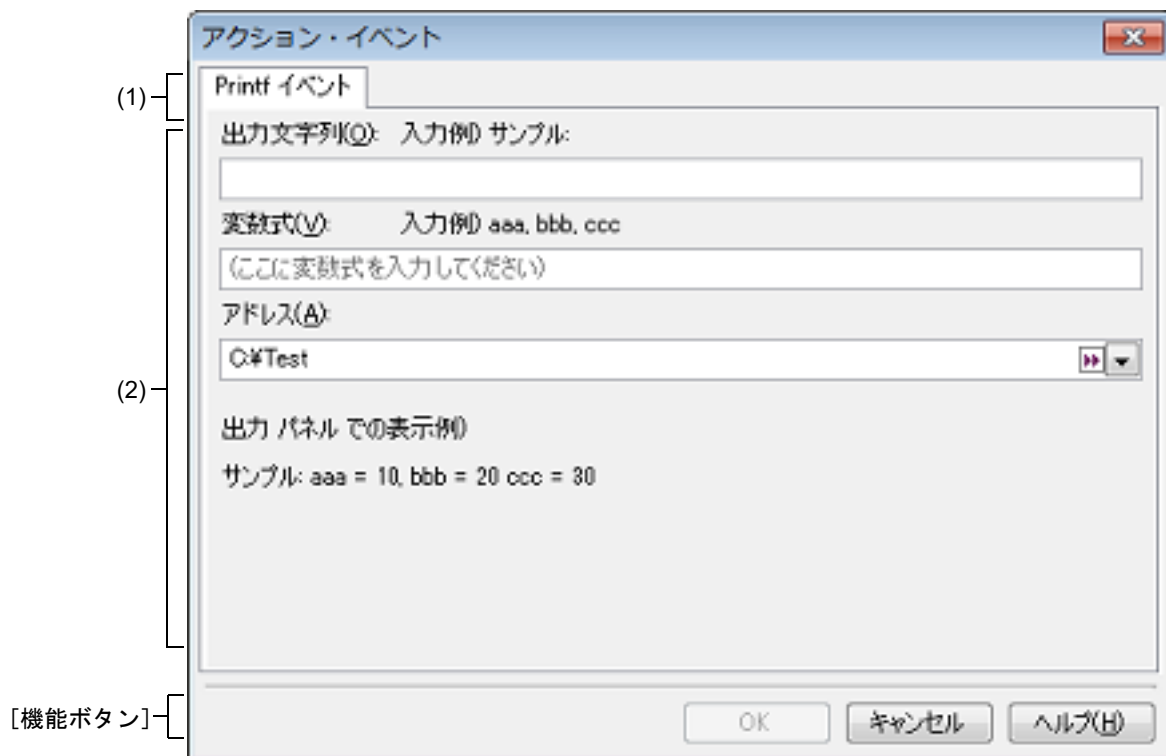 アクション・イベント
(1)
Printf イベント
出力文字列(O): 入力例) サンプル:
変数式(V): 入力例) aaa, bbb, ccc
(ここに変数式を入力してください)
アドレス(A):
C:¥Test
(2)
出力 パネル での表示例)
サンプル: aaa = 10, bbb = 20 ccc = 30
[機能ボタン]
OK キャンセル ヘルプ(H)